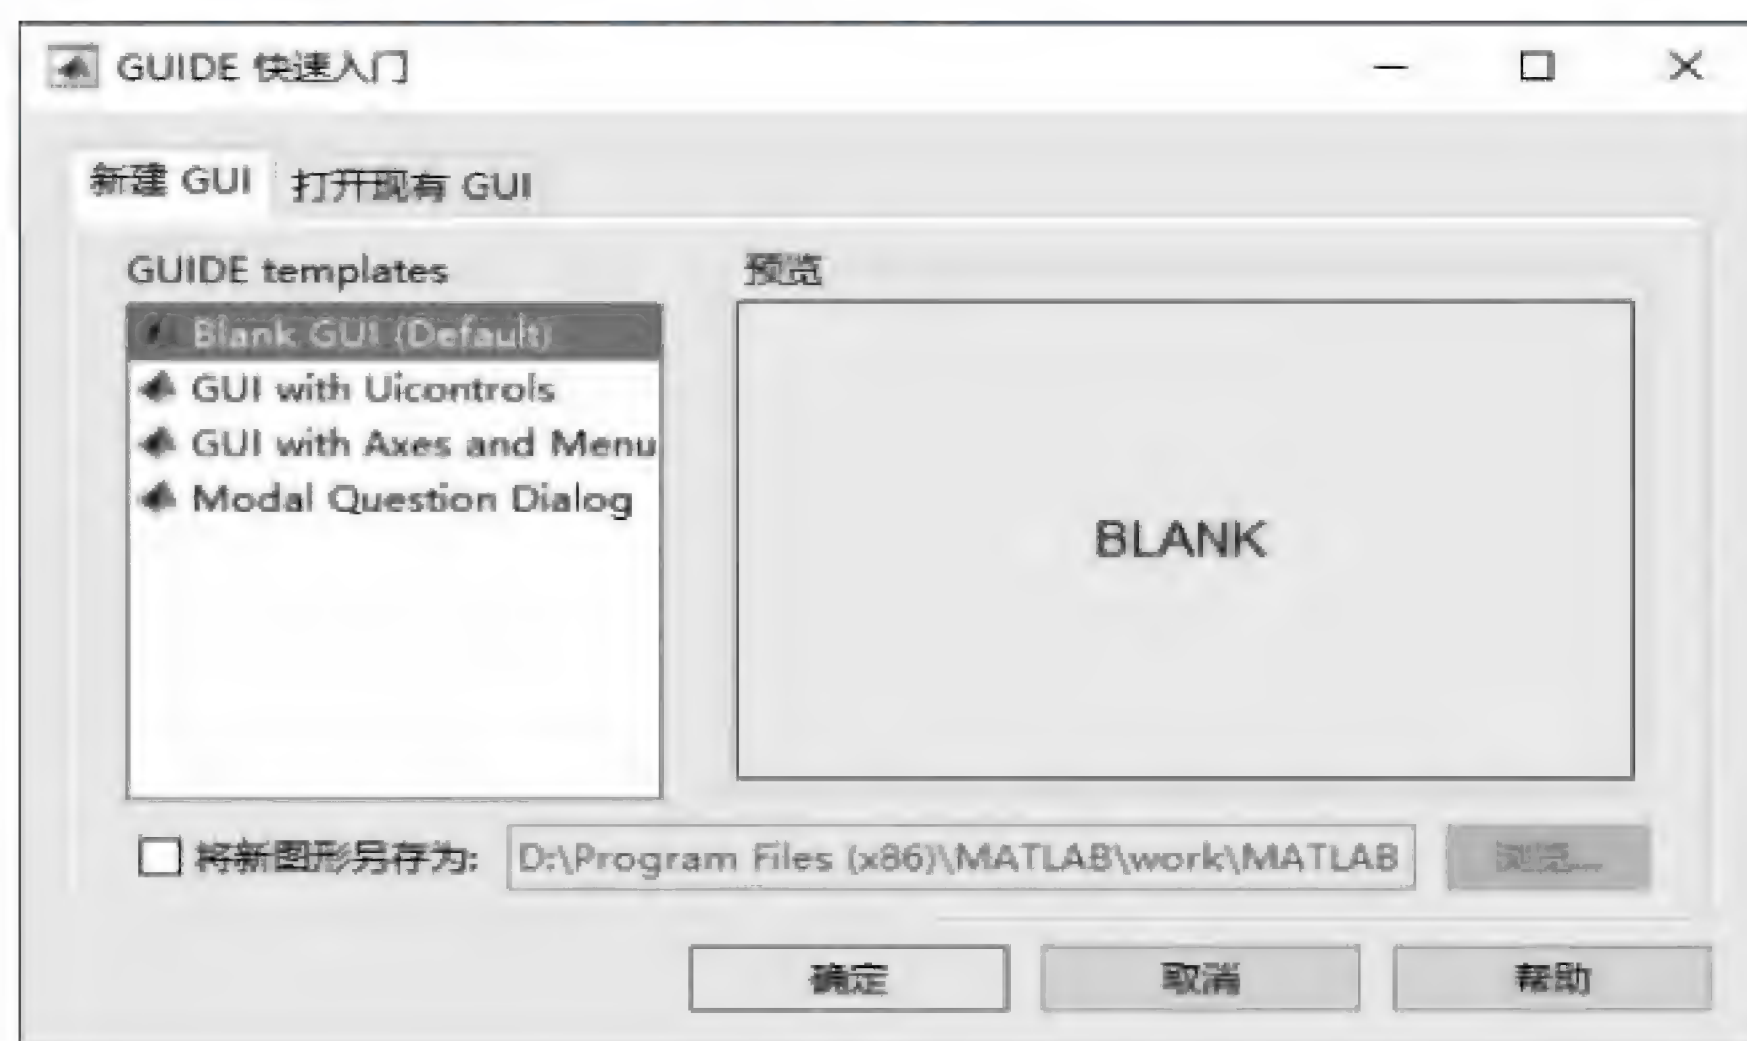 GUIDE 快速入门
新建 GUI 打开现有 GUI
GUIDE templates
Blank GUI (Default)
GUI with Uicontrols
GUI with Axes and Menu
Modal Question Dialog
预览
BLANK
将新图形另存为: D:\Program Files (x86)\MATLAB\work\MATLAB 浏览...
确定 取消 帮助